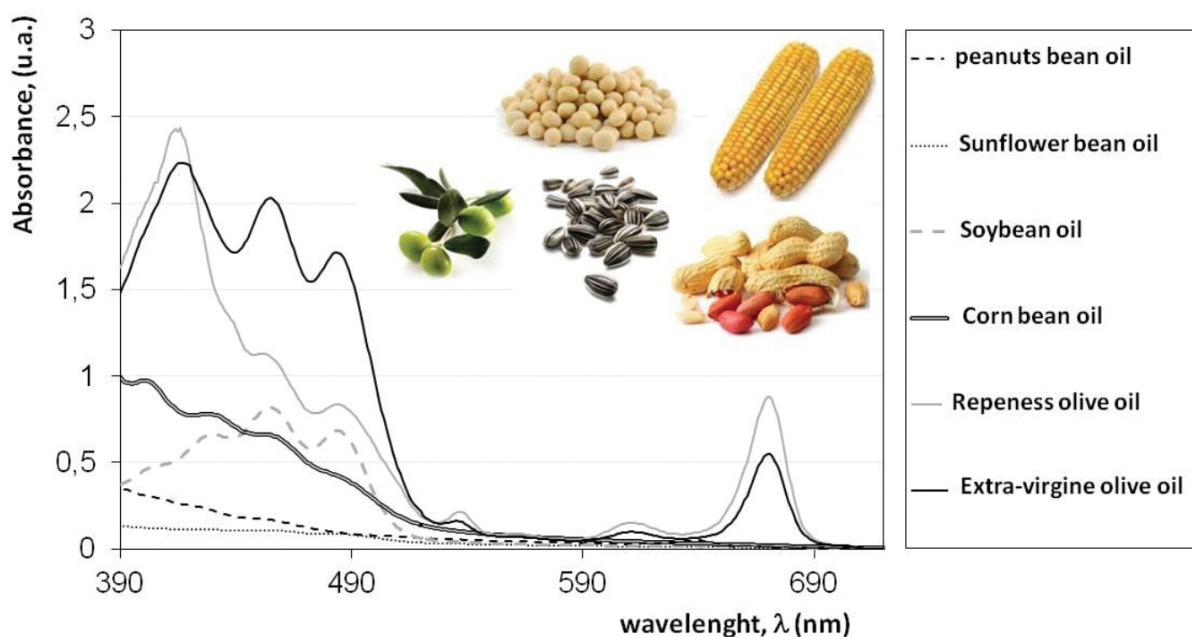 Absorbance, (u.a.)
3
2,5
2
1,5
1
0,5
0
390
490
590
690
wavelenght, λ (nm)
peanuts bean oil
Sunflower bean oil
Soybean oil
Corn bean oil
Repeness olive oil
Extra-virgine olive oil